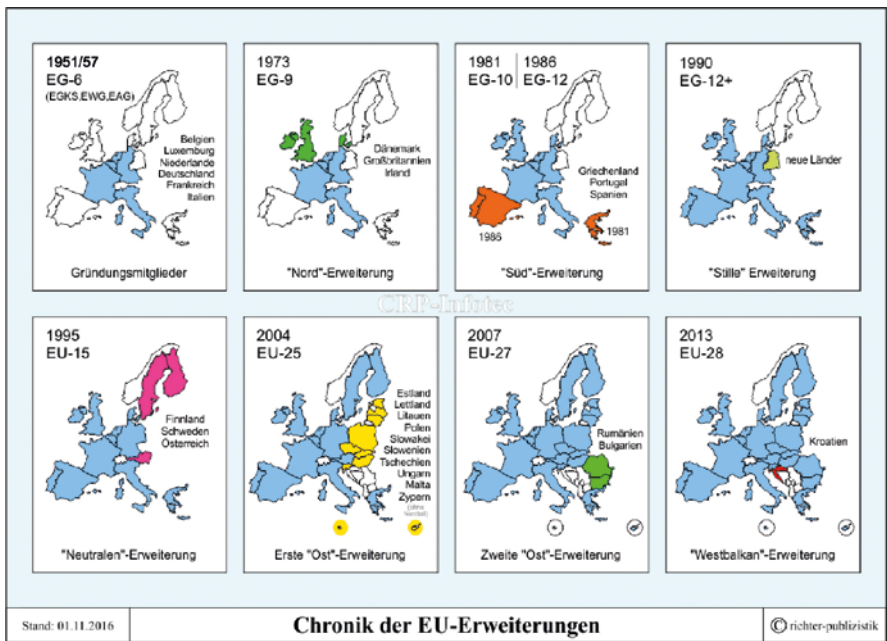 1951/57
EG-6
(EGKS,EWG,EAG)
Belgien
Luxemburg
Niederlande
Deutschland
Frankreich
Italien
Gründungsmitglieder
1973
EG-9
Dänemark
Großbritannien
Irland
"Nord"-Erweiterung
1981 | 1986
EG-10 | EG-12
Griechenland
Portugal
Spanien
1986
1981
"Süd"-Erweiterung
1990
EG-12+
neue Länder
"Stille" Erweiterung
CRP-Infotec
1995
EU-15
Finnland
Schweden
Österreich
"Neutralen"-Erweiterung
2004
EU-25
Estland
Lettland
Litauen
Polen
Slowakei
Slowenien
Tschechien
Ungarn
Malta
Zypern
(ohne
Nordteil)
Erste "Ost"-Erweiterung
2007
EU-27
Rumänien
Bulgarien
Zweite "Ost"-Erweiterung
2013
EU-28
Kroatien
"Westbalkan"-Erweiterung
Stand: 01.11.2016
Chronik der EU-Erweiterungen
© richter-publizistik